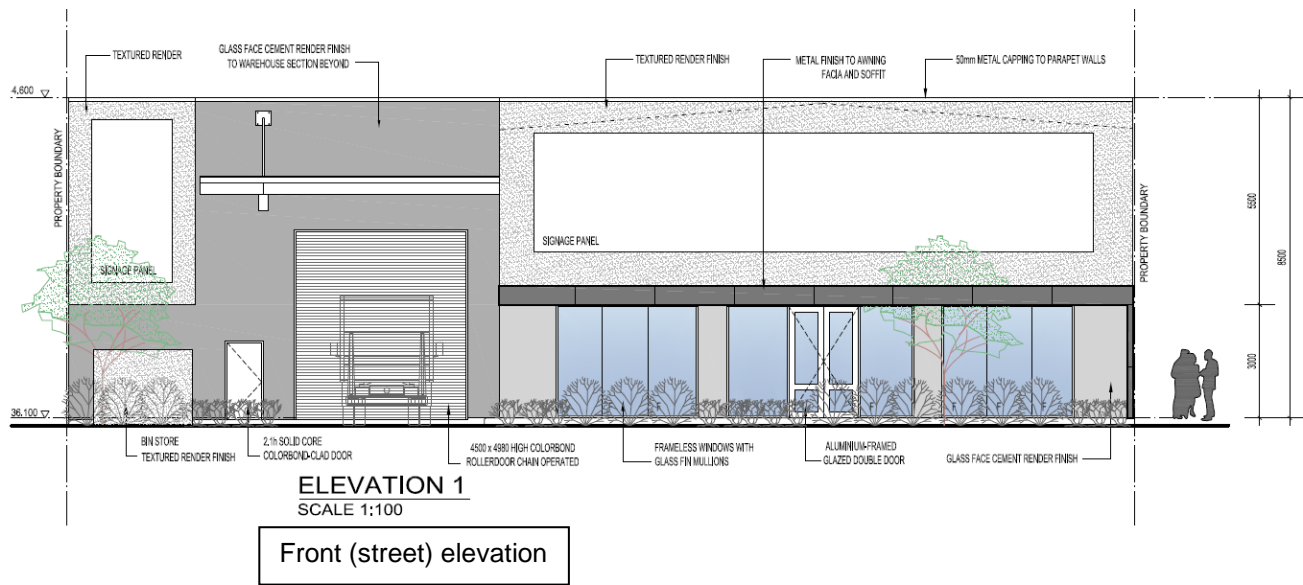 TEXTURED RENDER
GLASS FACE CEMENT RENDER FINISH
TO WAREHOUSE SECTION BEYOND
TEXTURED RENDER FINISH
METAL FINISH TO AWNING
FACIA AND SOFFIT
50mm METAL CAPPING TO PARAPET WALLS
4,600
PROPERTY BOUNDARY
SIGNAGE PANEL
SIGNAGE PANEL
PROPERTY BOUNDARY
5500
8500
3000
36.100
F
F
F
F
F
BIN STORE
TEXTURED RENDER FINISH
2,1h SOLID CORE
COLORBOND-CLAD DOOR
4500 x 4980 HIGH COLORBOND
ROLLERDOOR CHAIN OPERATED
FRAMELESS WINDOWS WITH
GLASS FIN MULLIONS
ALUMINIUM-FRAMED
GLAZED DOUBLE DOOR
GLASS FACE CEMENT RENDER FINISH
ELEVATION 1
SCALE 1:100
Front (street) elevation